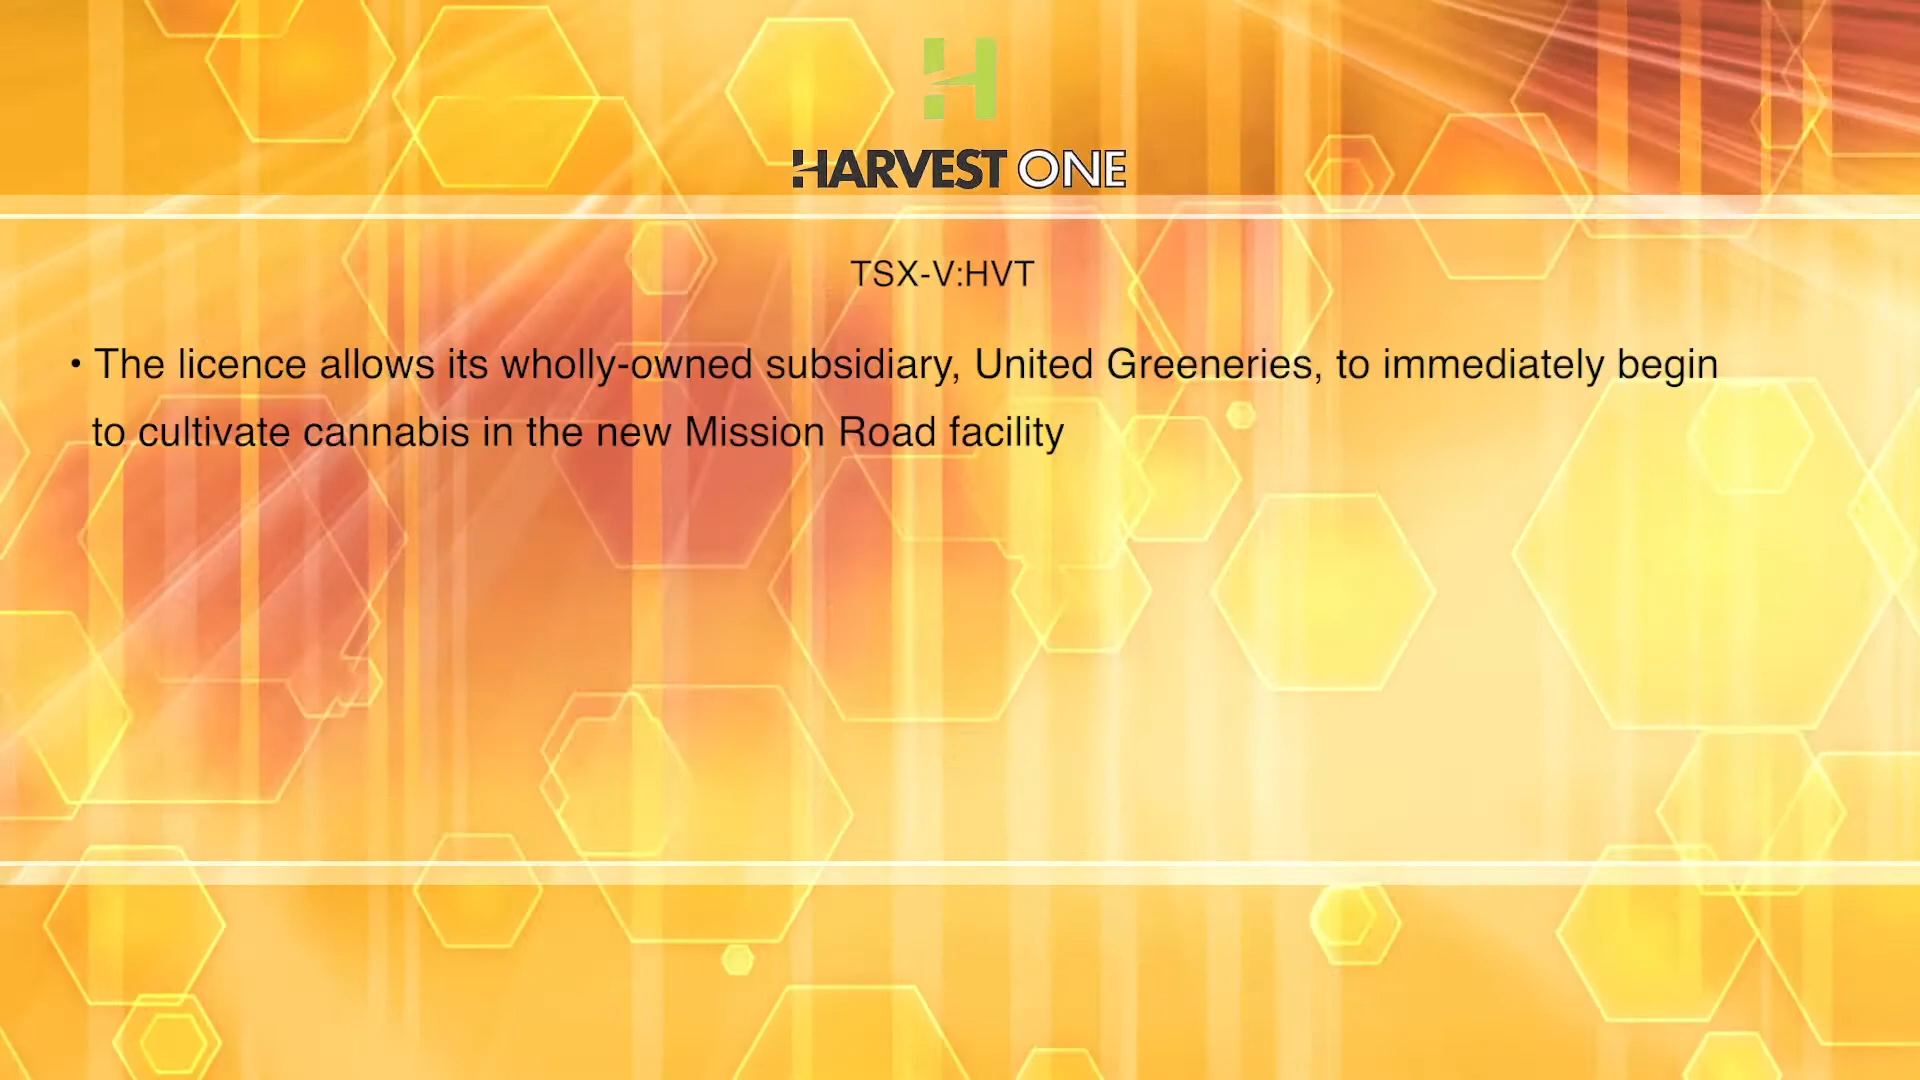 H
HARVEST ONE
TSX-V:HVT
• The licence allows its wholly-owned subsidiary, United Greeneries, to immediately begin
to cultivate cannabis in the new Mission Road facility